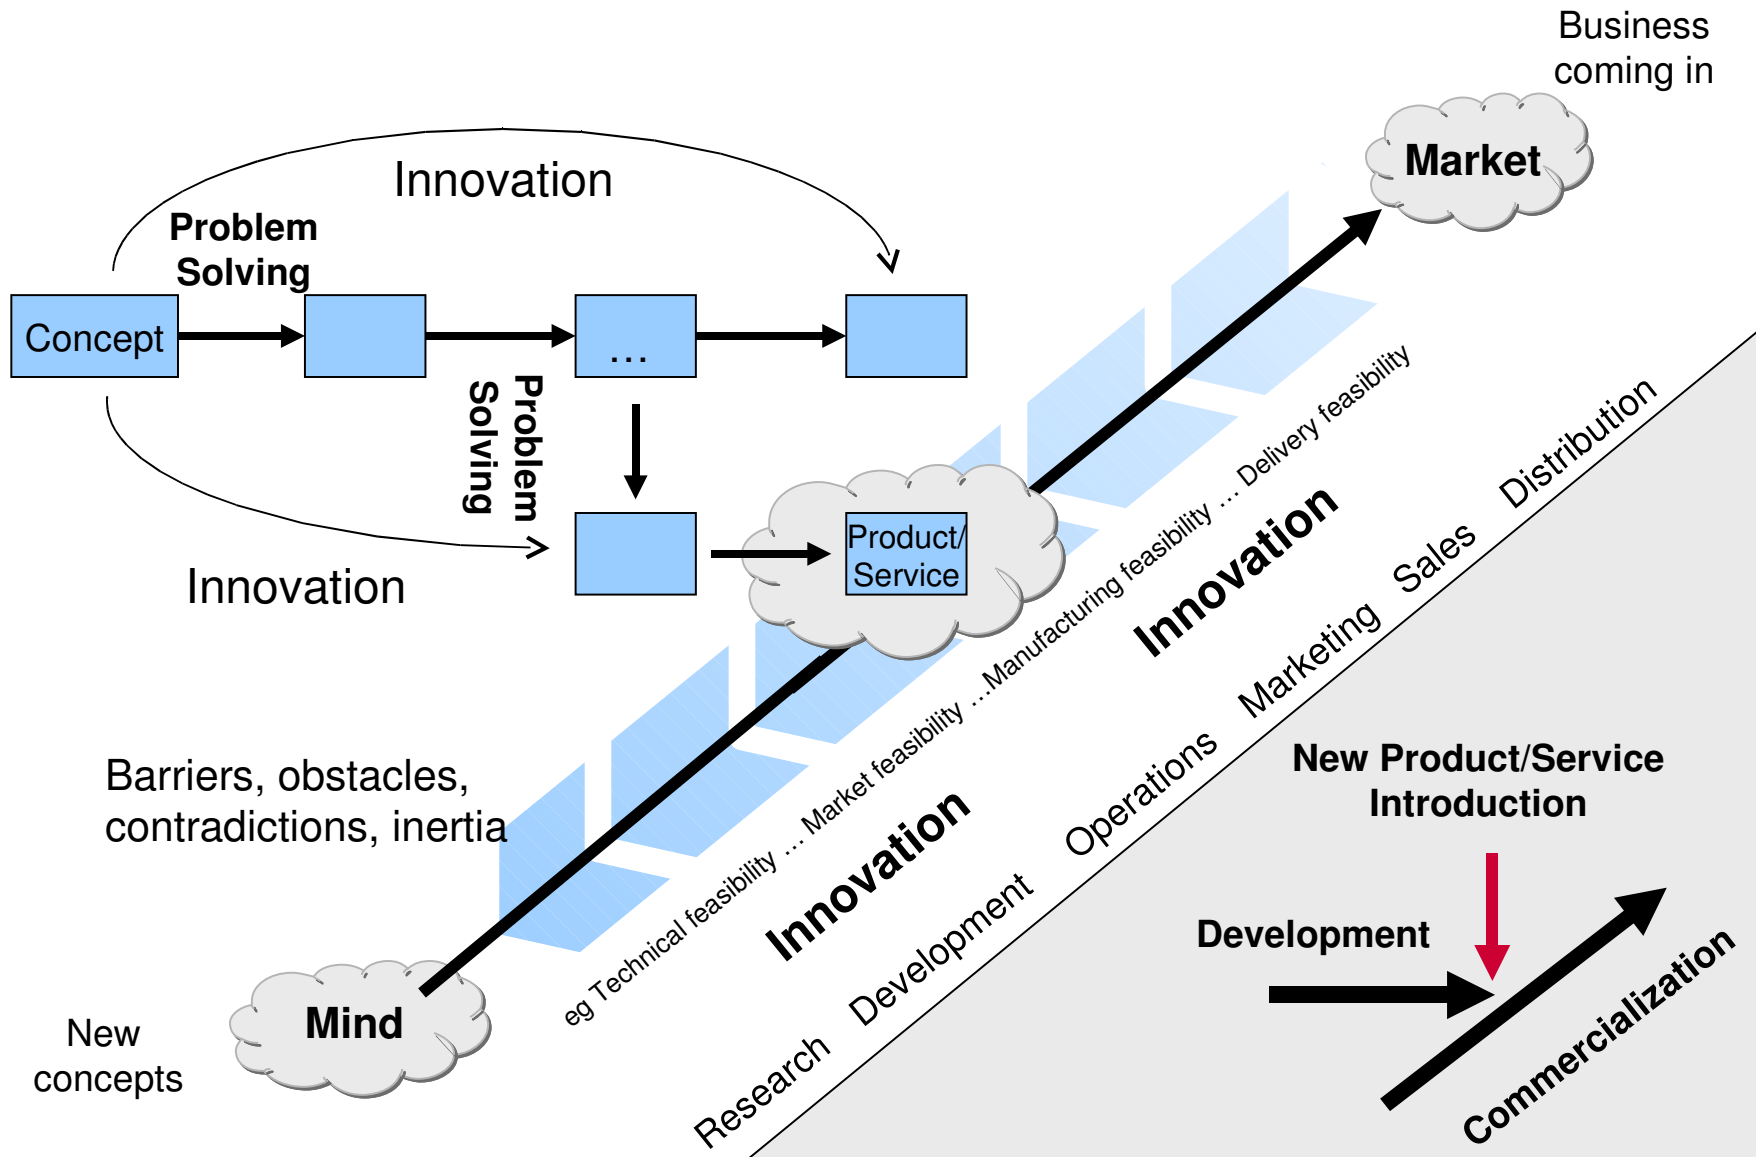 Business
coming in
Market
Innovation
Problem
Solving
Concept
…
Problem
Solving
Innovation
Product/
Service
Barriers, obstacles,
contradictions, inertia
Mind
New
concepts
eg Technical feasibility … Market feasibility …Manufacturing feasibility … Delivery feasibility
Innovation
Innovation
Research Development Operations Marketing Sales Distribution
New Product/Service
Introduction
Development
Commercialization